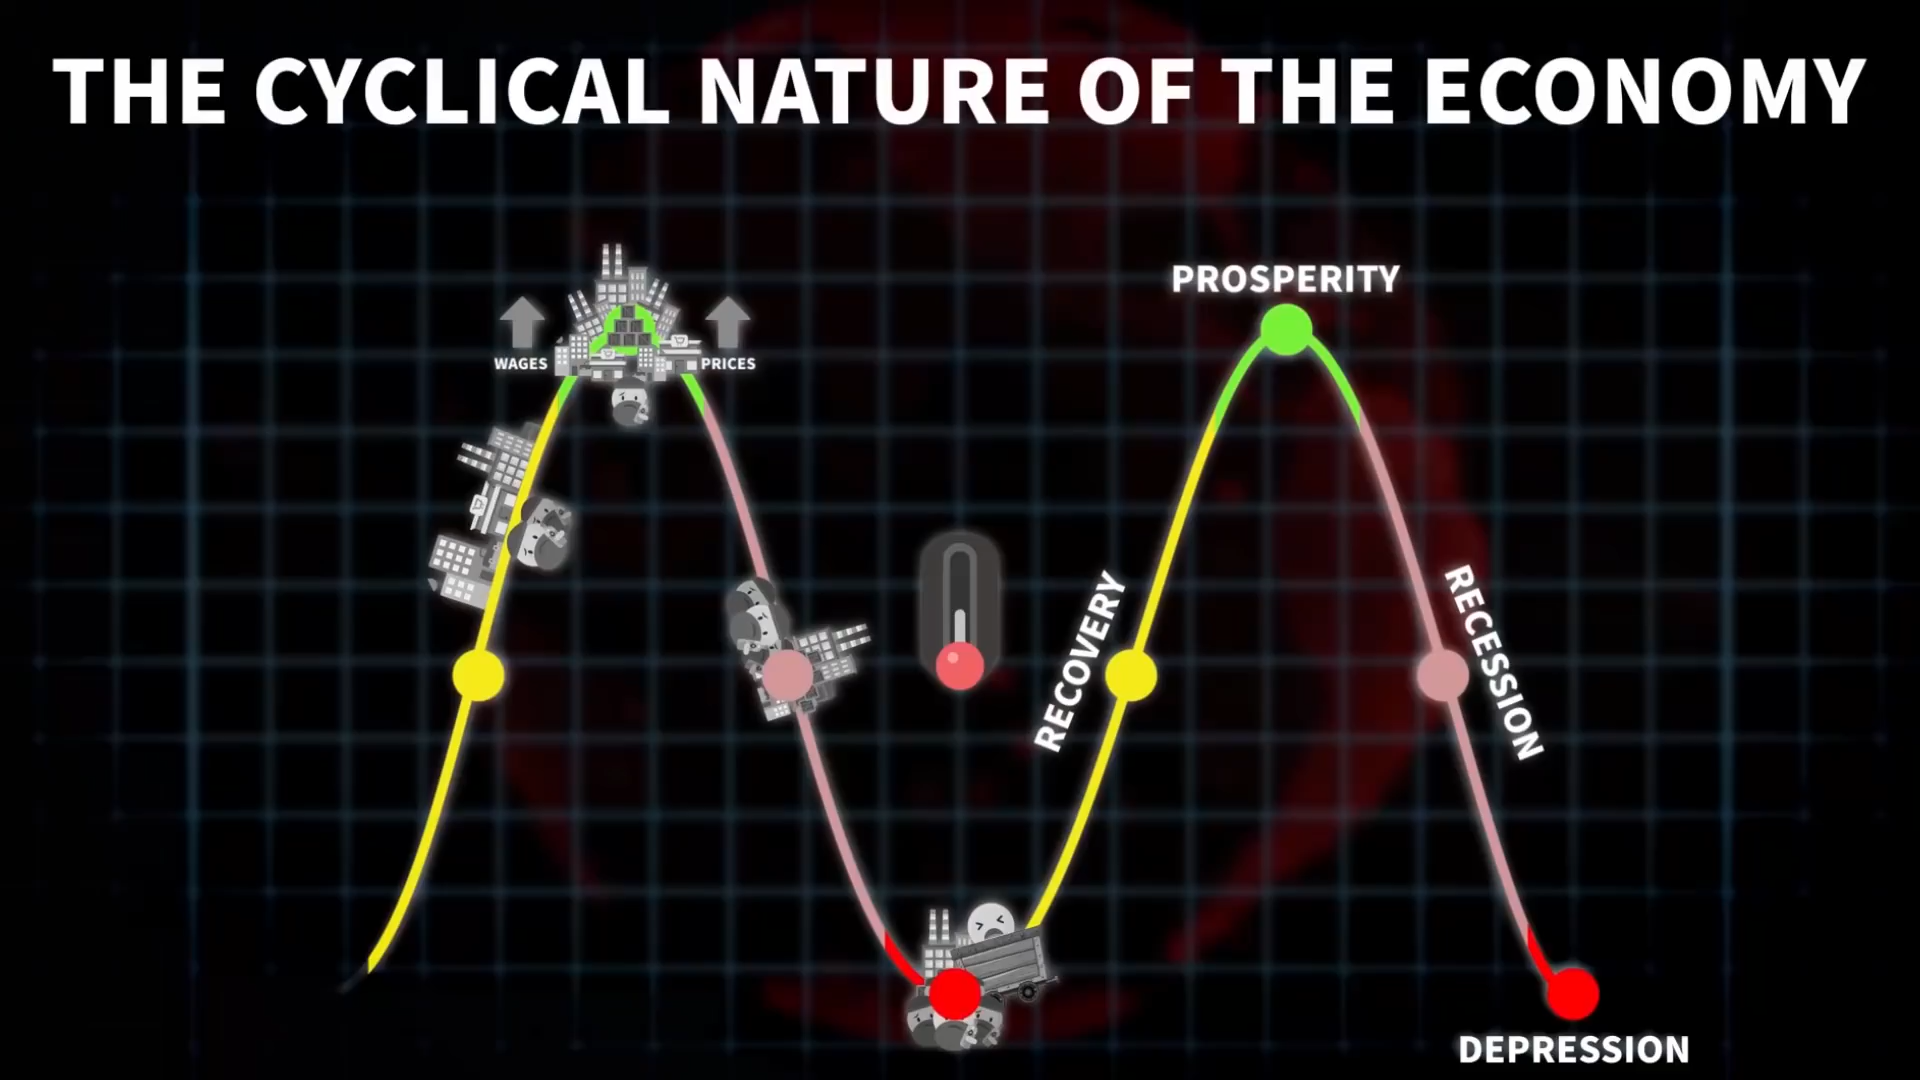 THE CYCLICAL NATURE OF THE ECONOMY
PROSPERITY
WAGES
PRICES
RECOVERY
RECESSION
DEPRESSION